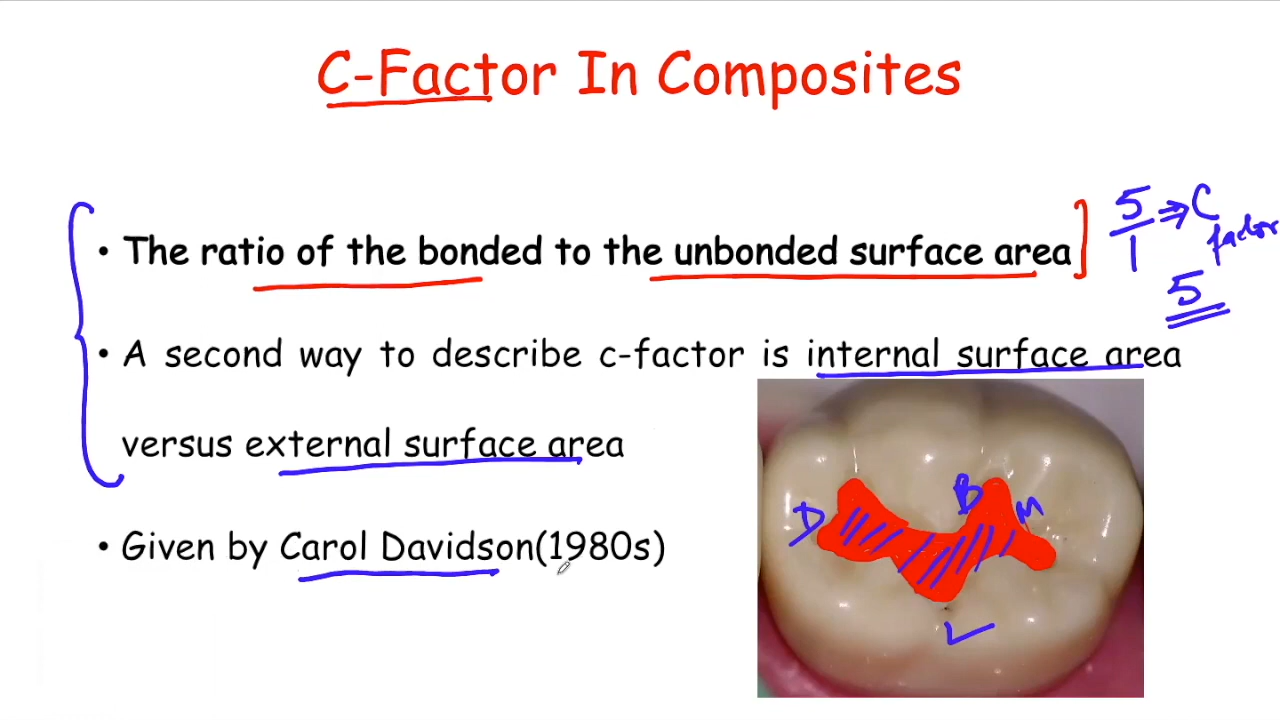 C-Factor In Composites
• The ratio of the bonded to the unbonded surface area
5/1 ⇒ C factor
5
• A second way to describe c-factor is internal surface area
versus external surface area
• Given by Carol Davidson(1980s)
B
M
D
L